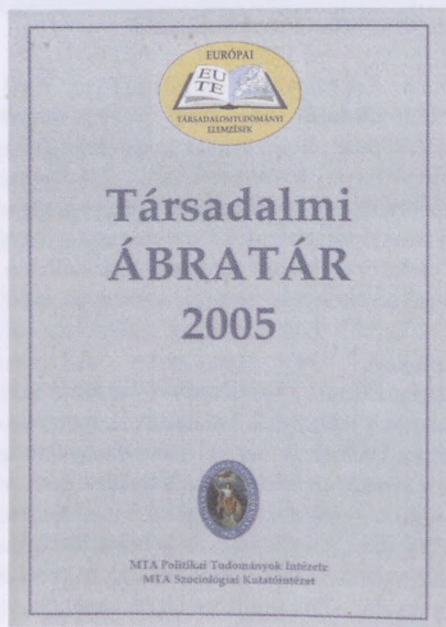 EURÓPAI
EU
TE
TÁRSADALOMTUDOMÁNYI
ELEMZÉSEK
Társadalmi
ÁBRATÁR
2005
MTA Politikai Tudományok Intézete
MTA Szociológiai Kutatóintézet